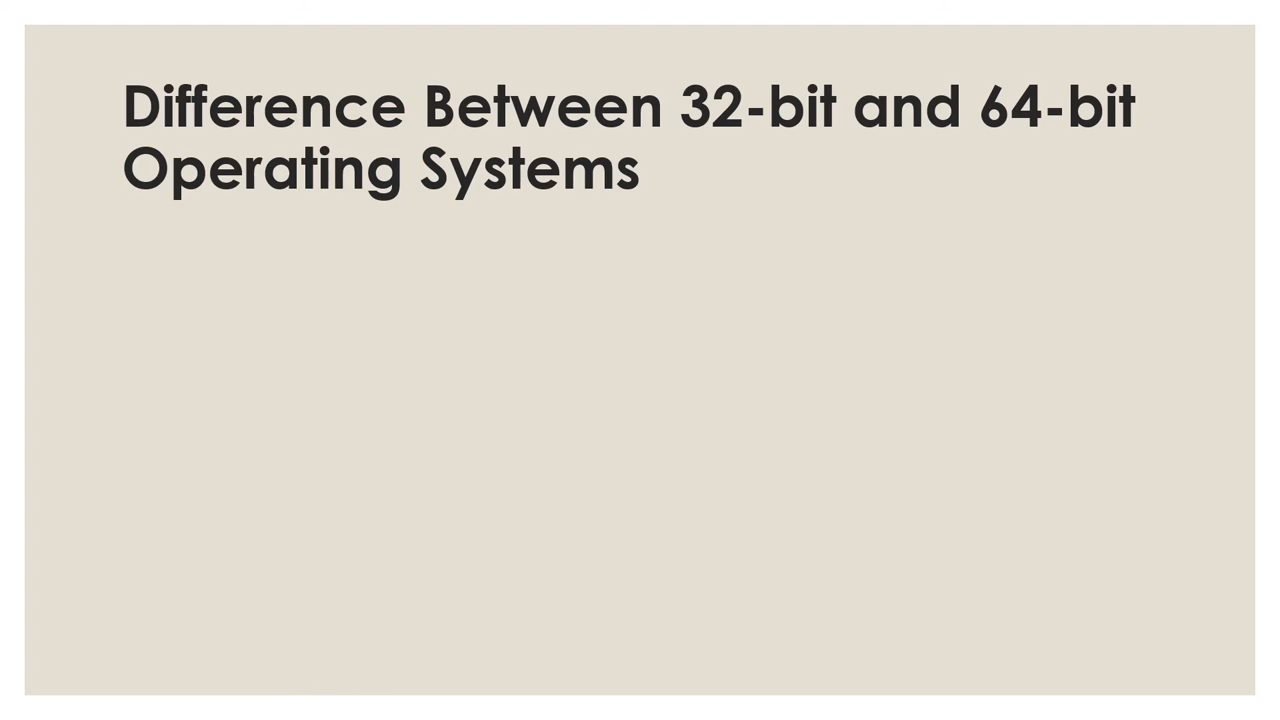 Difference Between 32-bit and 64-bit
Operating Systems